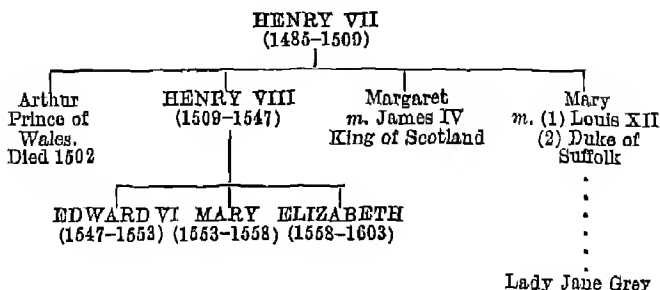 HENRY VII
(1485–1509)
Arthur
Prince of
Wales.
Died 1502
HENRY VIII
(1509–1547)
Margaret
m. James IV
King of Scotland
Mary
m. (1) Louis XII
(2) Duke of
Suffolk
EDWARD VI MARY ELIZABETH
(1547–1553) (1553–1558) (1558–1603)
Lady Jane Grey